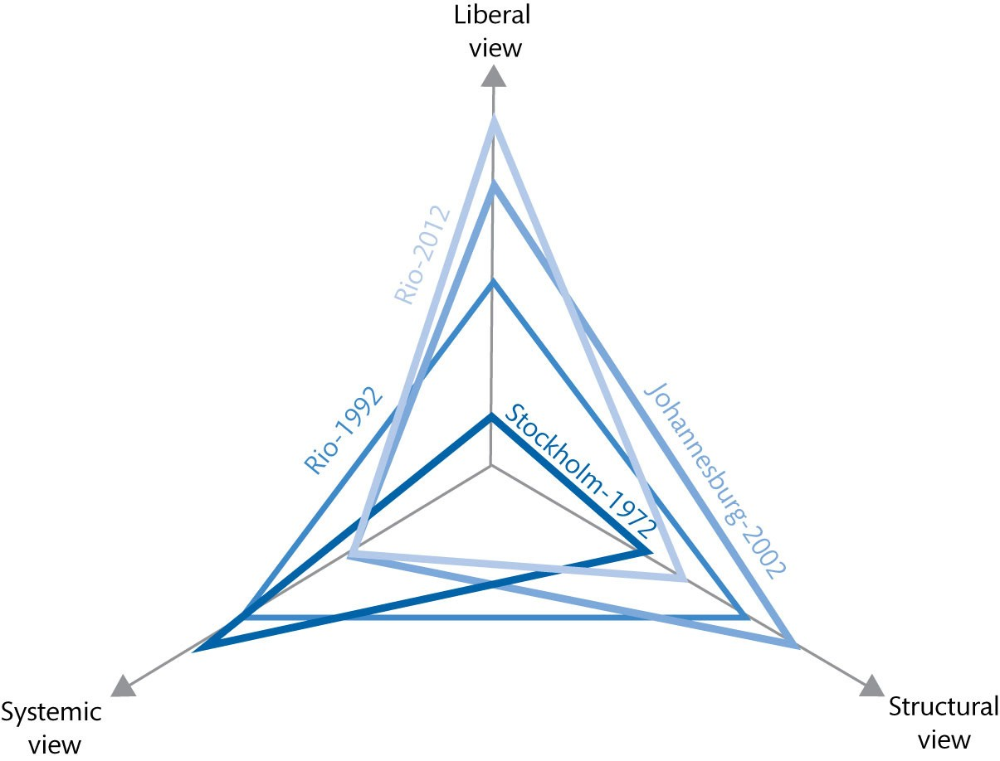 Liberal
view
Rio-2012
Rio-1992
Stockholm-1972
Johannesburg-2002
Systemic
view
Structural
view